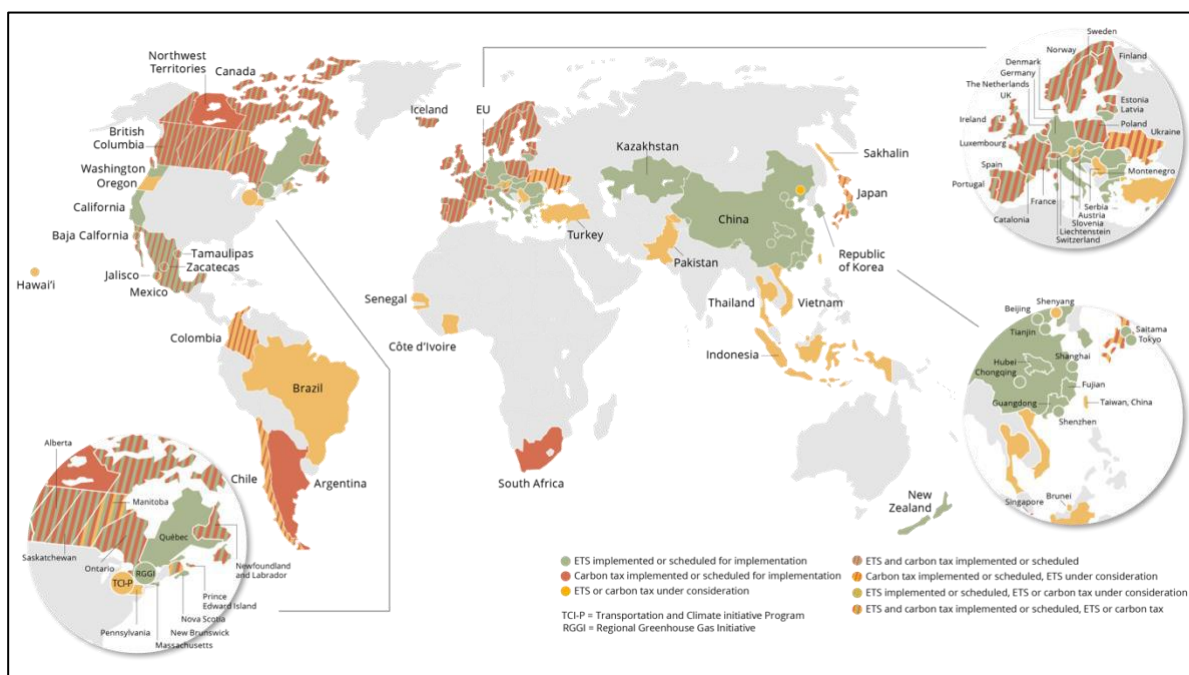 Northwest
Territories
Canada
British
Columbia
Washington
Oregon
California
Baja Calfornia
Hawai'i
Jalisco
Mexico
Tamaulipas
Zacatecas
Colombia
Brazil
Chile
Argentina
Iceland
EU
Senegal
Côte d'Ivoire
South Africa
Turkey
Kazakhstan
China
Pakistan
Thailand
Vietnam
Indonesia
Sakhalin
Japan
Republic
of Korea
New
Zealand
Sweden
Norway
Finland
Denmark
Germany
The Netherlands
UK
Ireland
Luxembourg
Spain
Portugal
Catalonia
France
Estonia
Latvia
Poland
Ukraine
Montenegro
Serbia
Austria
Slovenia
Liechtenstein
Switzerland
Shenyang
Beijing
Tianjin
Saitama
Tokyo
Hubei
Chongqing
Shanghai
Fujian
Guangdong
Taiwan, China
Shenzhen
Brunei
Singapore
Alberta
Manitoba
Québec
Saskatchewan
Ontario
TCI-P
RGGI
Newfoundland
and Labrador
Prince
Edward Island
Nova Scotia
New Brunswick
Massachusetts
Pennsylvania
ETS implemented or scheduled for implementation
Carbon tax implemented or scheduled for implementation
ETS or carbon tax under consideration
TCI-P = Transportation and Climate initiative Program
RGGI = Regional Greenhouse Gas Initiative
ETS and carbon tax implemented or scheduled
Carbon tax implemented or scheduled, ETS under consideration
ETS implemented or scheduled, ETS or carbon tax under consideration
ETS and carbon tax implemented or scheduled, ETS or carbon tax